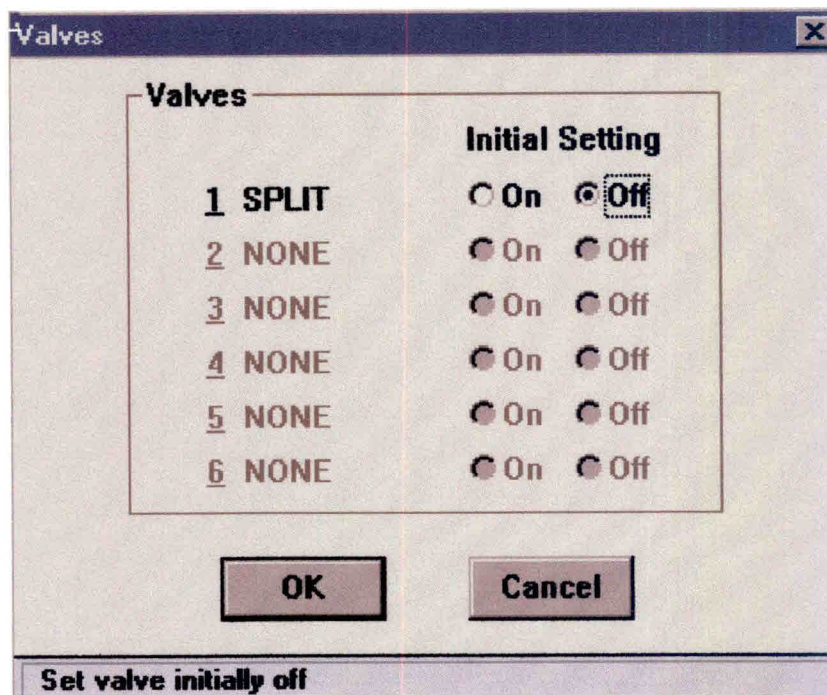 Valves
Valves
Initial Setting
1 SPLIT On Off
2 NONE On Off
3 NONE On Off
4 NONE On Off
5 NONE On Off
6 NONE On Off
OK Cancel
Set valve initially off